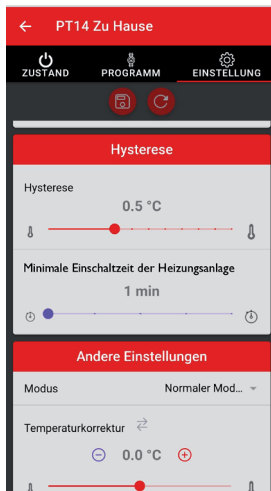 PT14 Zu Hause
ZUSTAND PROGRAMM EINSTELLUNG
Hysterese
Hysterese
0.5 °C
Minimale Einschaltzeit der Heizungsanlage
1 min
Andere Einstellungen
Modus Normaler Mod...
Temperaturkorrektur
0.0 °C